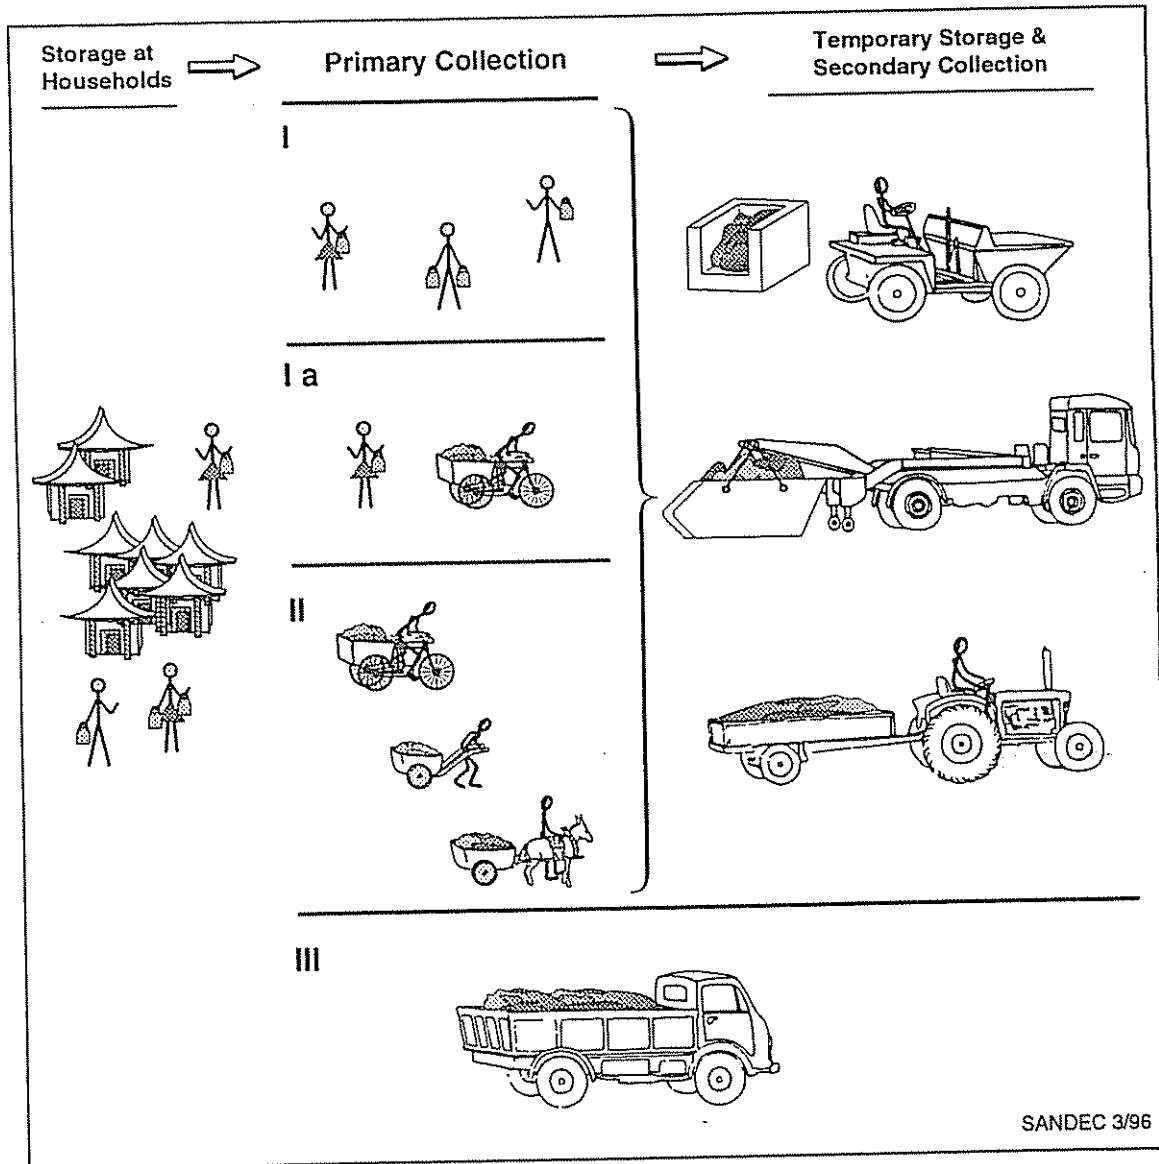 Storage at
Households
Primary Collection
Temporary Storage &
Secondary Collection
I
I a
II
III
SANDEC 3/96